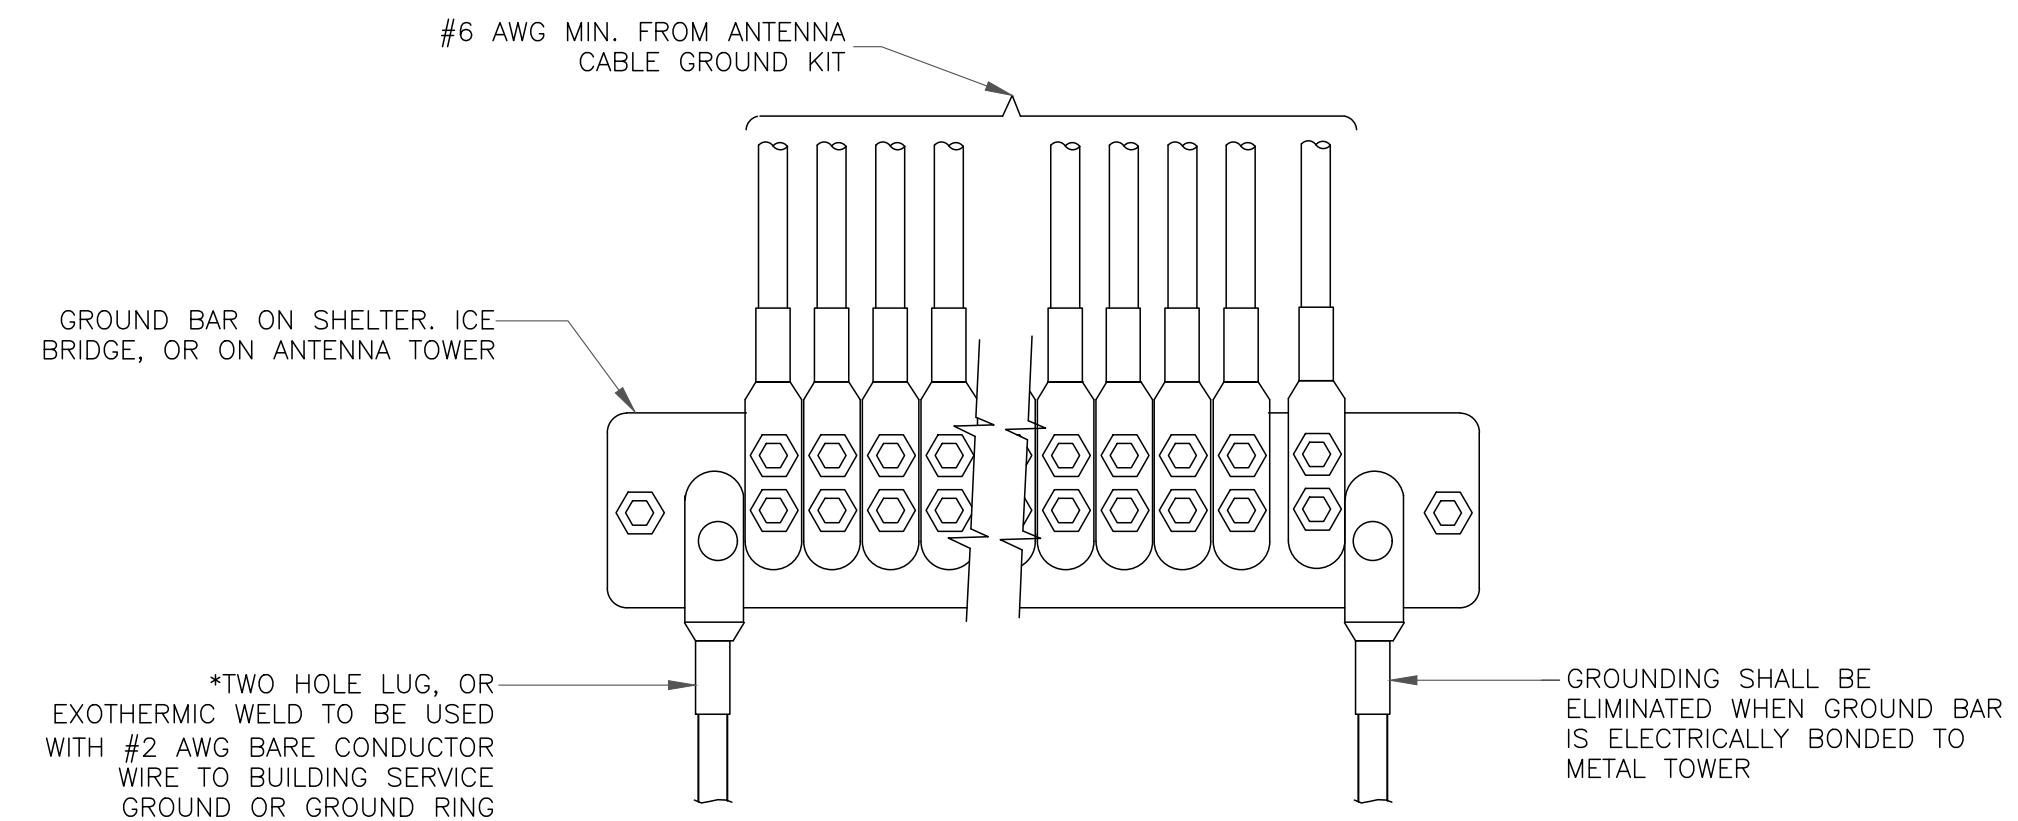 #6 AWG MIN. FROM ANTENNA
CABLE GROUND KIT
GROUND BAR ON SHELTER. ICE
BRIDGE, OR ON ANTENNA TOWER
*TWO HOLE LUG, OR
EXOTHERMIC WELD TO BE USED
WITH #2 AWG BARE CONDUCTOR
WIRE TO BUILDING SERVICE
GROUND OR GROUND RING
GROUNDING SHALL BE
ELIMINATED WHEN GROUND BAR
IS ELECTRICALLY BONDED TO
METAL TOWER